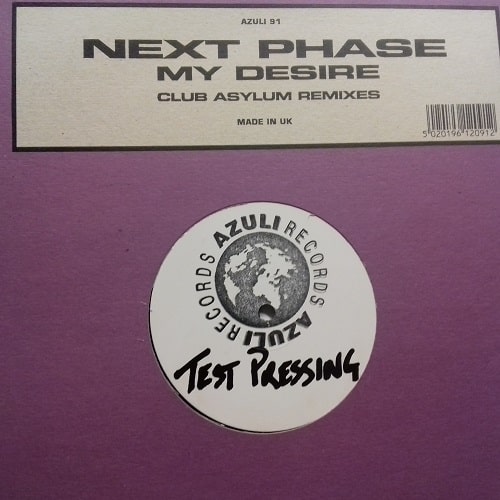 AZULI 91
NEXT PHASE
MY DESIRE
CLUB ASYLUM REMIXES
MADE IN UK
5 020196 120912
AZULI RECORDS
AZULI RECORDS
TEST PRESSING